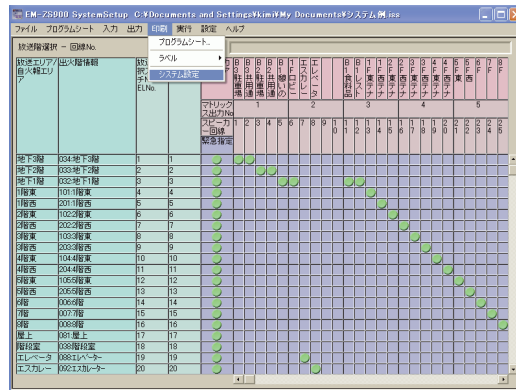 EM-ZS900 SystemSetup C:¥Documents and Settings¥kimi¥My Documents¥システム例.iss
ファイル プログラムシート 入力 出力 印刷 実行 設定 ヘルプ
放送階選択 - 回線No.
プログラムシート...
ラベル
システム設定
放送エリア/自火報エリア
出火階情報
ELNo.
マトリックス出力No 1 2 3 4 5
スピーカー回線 1 2 3 4 5 6 7 8 9 10 11 12 13 14 15 16 17 18 19 20 21 22 23 24 25
緊急指定
地下3階 034:地下3階 1 1
地下2階 033:地下2階 2 2
地下1階 032:地下1階 3 3
1階東 101:1階東 4 4
1階西 201:1階西 5 5
2階東 102:2階東 6 6
2階西 202:2階西 7 7
3階東 103:3階東 8 8
3階西 203:3階西 9 9
4階東 104:4階東 10 10
4階西 204:4階西 11 11
5階東 105:5階東 12 12
5階西 205:5階西 13 13
6階 006:6階 14 14
7階 007:7階 15 15
8階 008:8階 16 16
屋上 081:屋上 17 17
階段室 038:階段室 18 18
エレベータ 088:エレベーター 19 19
エスカレー 092:エスカレーター 20 20